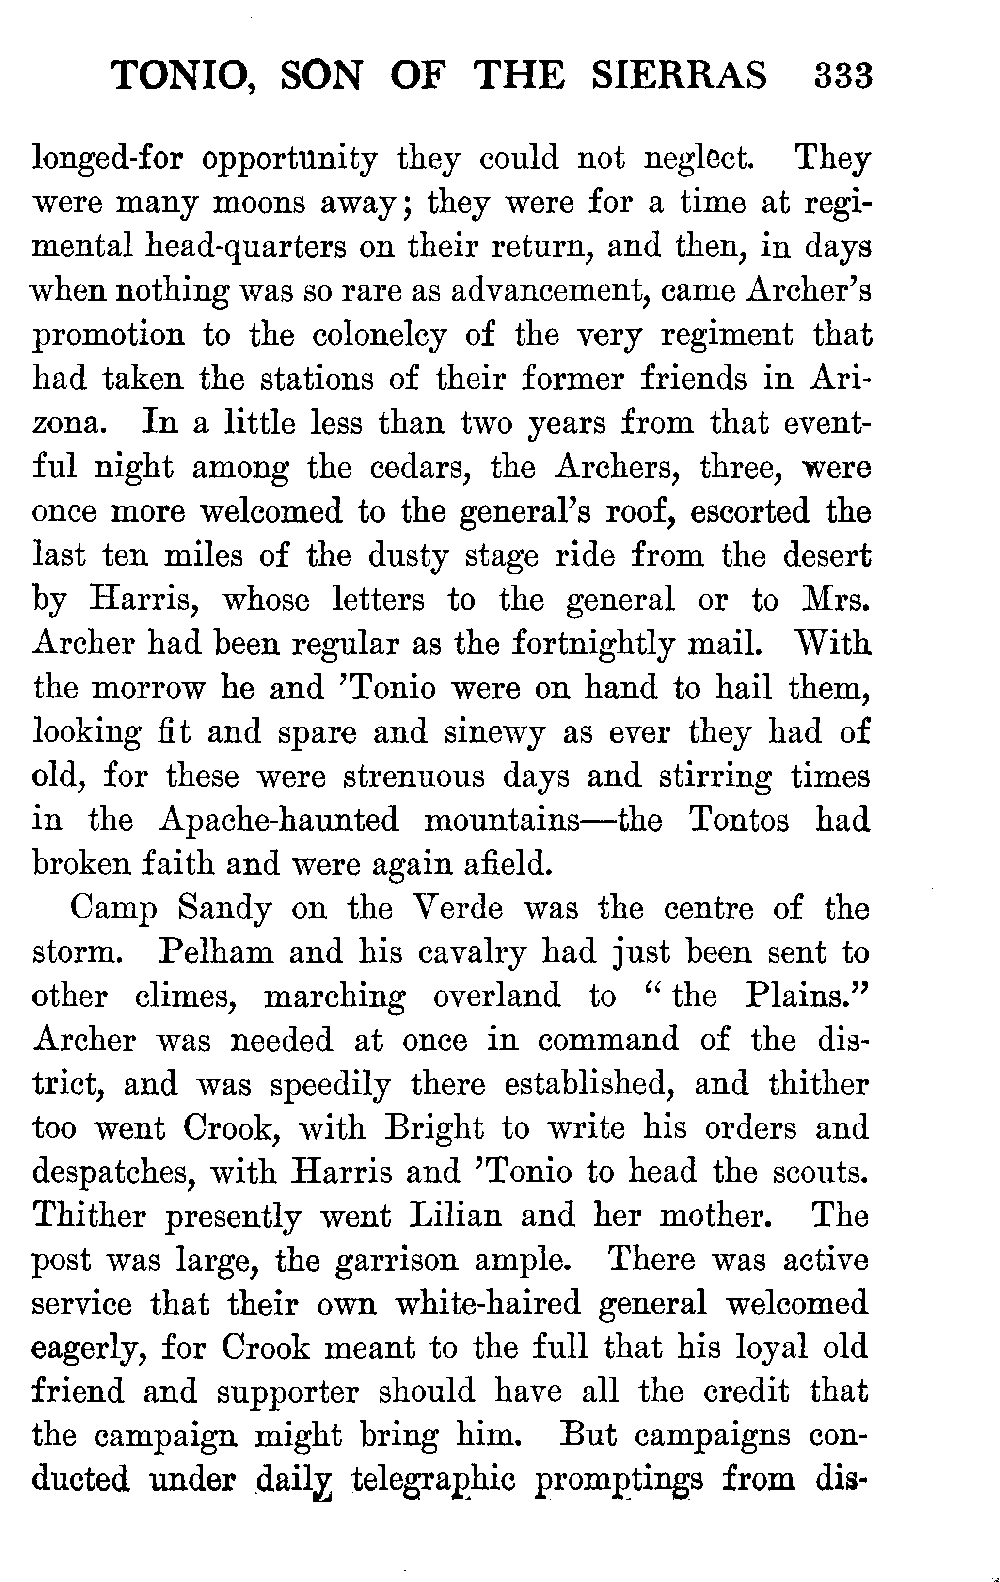 TONIO, SON OF THE SIERRAS 333
longed-for opportunity they could not neglect. They
were many moons away; they were for a time at regi-
mental head-quarters on their return, and then, in days
when nothing was so rare as advancement, came Archer's
promotion to the colonelcy of the very regiment that
had taken the stations of their former friends in Ari-
zona. In a little less than two years from that event-
ful night among the cedars, the Archers, three, were
once more welcomed to the general's roof, escorted the
last ten miles of the dusty stage ride from the desert
by Harris, whose letters to the general or to Mrs.
Archer had been regular as the fortnightly mail. With
the morrow he and 'Tonio were on hand to hail them,
looking fit and spare and sinewy as ever they had of
old, for these were strenuous days and stirring times
in the Apache-haunted mountains—the Tontos had
broken faith and were again afield.
Camp Sandy on the Verde was the centre of the
storm. Pelham and his cavalry had just been sent to
other climes, marching overland to "the Plains."
Archer was needed at once in command of the dis-
trict, and was speedily there established, and thither
too went Crook, with Bright to write his orders and
despatches, with Harris and 'Tonio to head the scouts.
Thither presently went Lilian and her mother. The
post was large, the garrison ample. There was active
service that their own white-haired general welcomed
eagerly, for Crook meant to the full that his loyal old
friend and supporter should have all the credit that
the campaign might bring him. But campaigns con-
ducted under daily telegraphic promptings from dis-